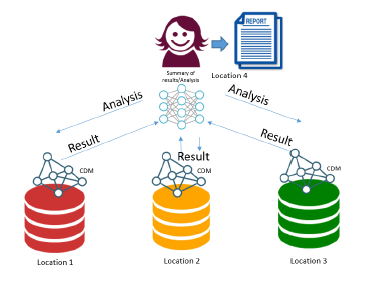 REPORT
Summary of
results/Analysis
Location 4
Analysis
Analysis
Result
Result
Result
CDM
CDM
CDM
Location 1
Location 2
lLocation 3